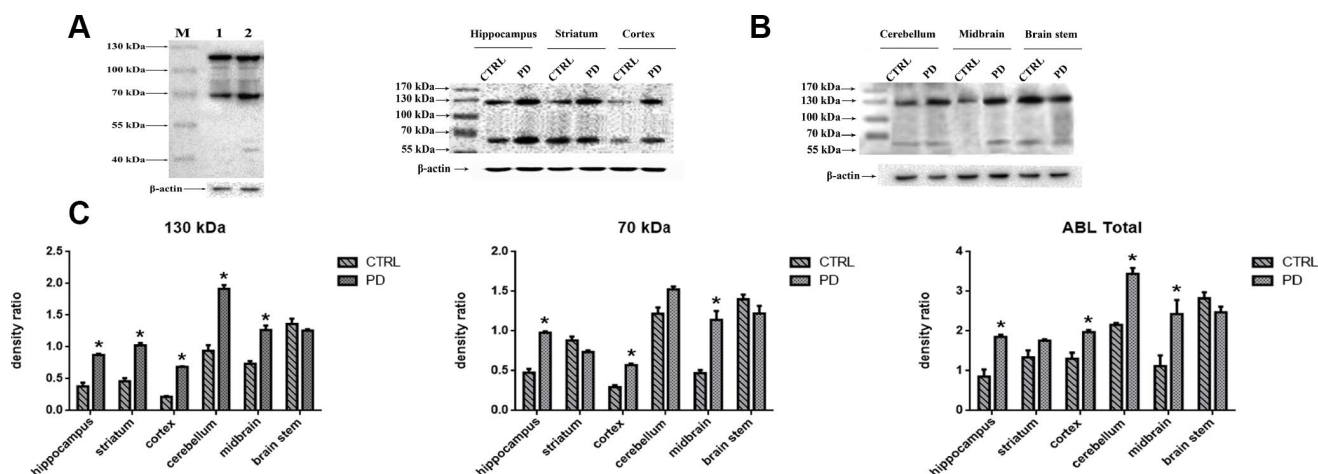 A
M 1 2
130 kDa
100 kDa
70 kDa
55 kDa
40 kDa
β-actin
Hippocampus Striatum Cortex
CTRL PD CTRL PD CTRL PD
170 kDa
130 kDa
100 kDa
70 kDa
55 kDa
β-actin
B
Cerebellum Midbrain Brain stem
CTRL PD CTRL PD CTRL PD
170 kDa
130 kDa
100 kDa
70 kDa
55 kDa
β-actin
C
130 kDa
density ratio
2.5
2.0
1.5
1.0
0.5
0.0
* * * * *
CTRL
PD
hippocampus
striatum
cortex
cerebellum
midbrain
brain stem
70 kDa
density ratio
2.0
1.5
1.0
0.5
0.0
* * *
CTRL
PD
hippocampus
striatum
cortex
cerebellum
midbrain
brain stem
ABL Total
density ratio
4
3
2
1
0
* * * *
CTRL
PD
hippocampus
striatum
cortex
cerebellum
midbrain
brain stem